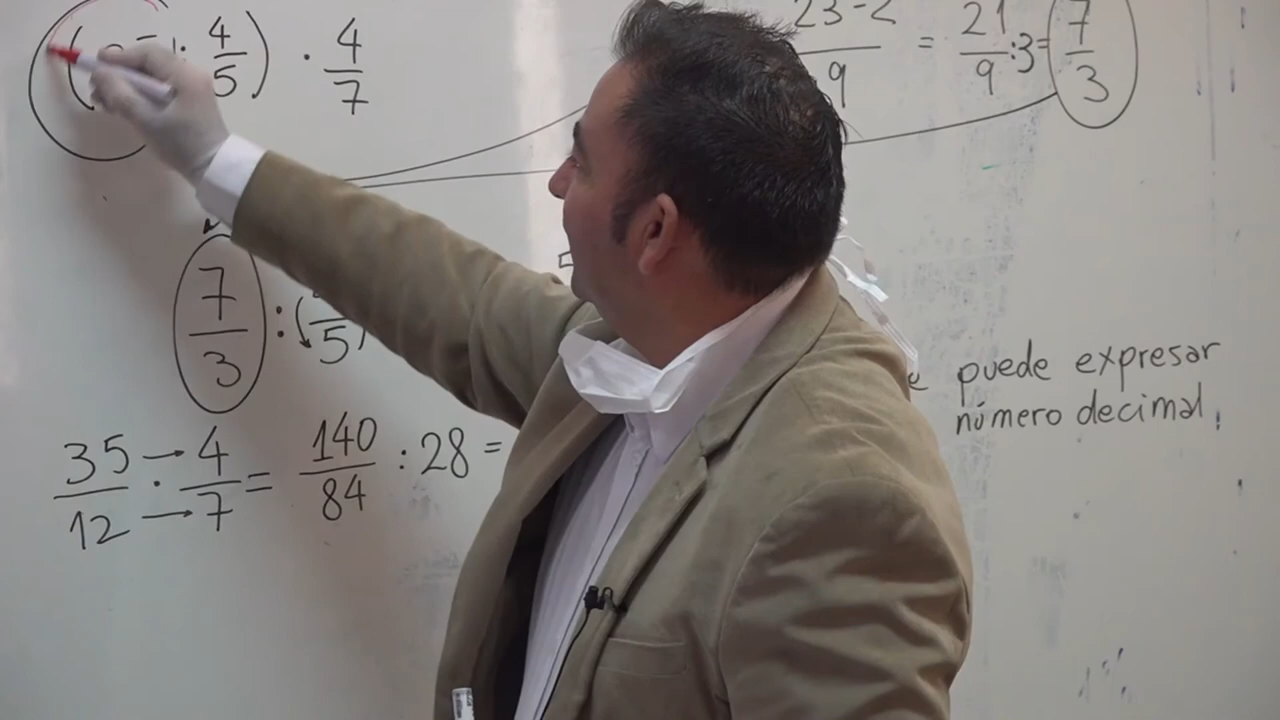 ( : 4/5 ) · 4/7
23-2/9 = 21/9 :3= 7/3
7/3 : ( /5 )
puede expresar
número decimal.
35/12 · 4/7 = 140/84 : 28 =